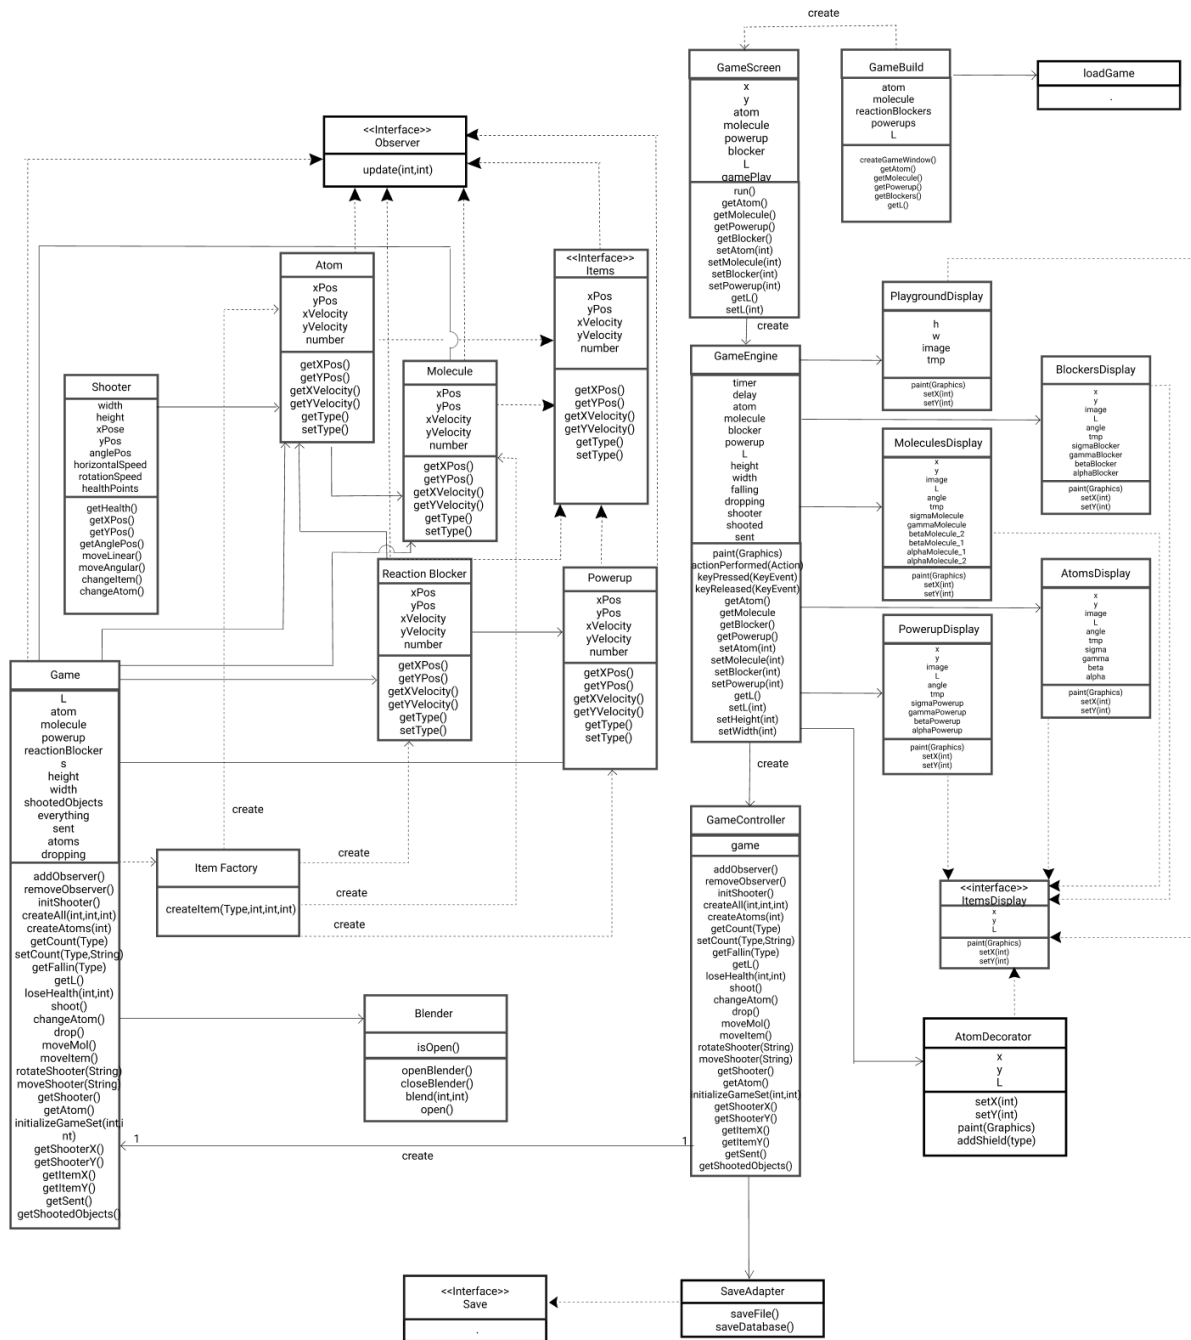 create
GameScreen
x
y
atom
molecule
powerup
blocker
L
gamePlay
run()
getAtom()
getMolecule()
getPowerup()
getBlocker()
setAtom(int)
setMolecule(int)
setBlocker(int)
setPowerup(int)
getL()
setL(int)
GameBuild
atom
molecule
reactionBlockers
powerups
L
createGameWindow()
getAtom()
getMolecule()
getPowerup()
getBlockers()
getL()
loadGame
.
<<Interface>>
Observer
update(int,int)
Atom
xPos
yPos
xVelocity
yVelocity
number
getXPos()
getYPos()
getXVelocity()
getYVelocity()
getType()
setType()
<<Interface>>
Items
xPos
yPos
xVelocity
yVelocity
number
getXPos()
getYPos()
getXVelocity()
getYVelocity()
getType()
setType()
Shooter
width
height
xPose
yPos
anglePos
horizontalSpeed
rotationSpeed
healthPoints
getHealth()
getXPos()
getYPos()
getAnglePos()
moveLinear()
moveAngular()
changeItem()
changeAtom()
Molecule
xPos
yPos
xVelocity
yVelocity
number
getXPos()
getYPos()
getXVelocity()
getYVelocity()
getType()
setType()
Reaction Blocker
xPos
yPos
xVelocity
yVelocity
number
getXPos()
getYPos()
getXVelocity()
getYVelocity()
getType()
setType()
Powerup
xPos
yPos
xVelocity
yVelocity
number
getXPos()
getYPos()
getXVelocity()
getYVelocity()
getType()
setType()
create
GameEngine
timer
delay
atom
molecule
blocker
powerup
L
height
width
falling
dropping
shooter
shooted
sent
paint(Graphics)
actionPerformed(Action)
keyPressed(KeyEvent)
keyReleased(KeyEvent)
getAtom()
getMolecule
getBlocker()
getPowerup()
setAtom(int)
setMolecule(int)
setBlocker(int)
setPowerup(int)
getL()
setL(int)
setHeight(int)
setWidth(int)
PlaygroundDisplay
h
w
image
tmp
paint(Graphics)
setX(int)
setY(int)
BlockersDisplay
x
y
image
L
angle
tmp
sigmaBlocker
gammaBlocker
betaBlocker
alphaBlocker
paint(Graphics)
setX(int)
setY(int)
MoleculesDisplay
x
y
image
L
angle
tmp
sigmaMolecule
gammaMolecule
betaMolecule_2
betaMolecule_1
alphaMolecule_1
alphaMolecule_2
paint(Graphics)
setX(int)
setY(int)
AtomsDisplay
x
y
image
L
angle
tmp
sigma
gamma
beta
alpha
paint(Graphics)
setX(int)
setY(int)
PowerupDisplay
x
y
image
L
angle
tmp
sigmaPowerup
gammaPowerup
betaPowerup
alphaPowerup
paint(Graphics)
setX(int)
setY(int)
Game
L
atom
molecule
powerup
reactionBlocker
s
height
width
shootedObjects
everything
sent
atoms
dropping
addObserver()
removeObserver()
initShooter()
createAll(int,int,int)
createAtoms(int)
getCount(Type)
setCount(Type,String)
getFallin(Type)
getL()
loseHealth(int,int)
shoot()
changeAtom()
drop()
moveMol()
moveItem()
rotateShooter(String)
moveShooter(String)
getShooter()
getAtom()
initializeGameSet(int,i
nt)
getShooterX()
getShooterY()
getItemX()
getItemY()
getSent()
getShootedObjects()
create
Item Factory
createItem(Type,int,int,int)
create
create
create
Blender
isOpen()
openBlender()
closeBlender()
blend(int,int)
open()
1
create
1
create
GameController
game
addObserver()
removeObserver()
initShooter()
createAll(int,int,int)
createAtoms(int)
getCount(Type)
setCount(Type,String)
getFallin(Type)
getL()
loseHealth(int,int)
shoot()
changeAtom()
drop()
moveMol()
moveItem()
rotateShooter(String)
moveShooter(String)
getShooter()
getAtom()
initializeGameSet(int,int)
getShooterX()
getShooterY()
getItemX()
getItemY()
getSent()
getShootedObjects()
<<interface>>
ItemsDisplay
x
y
L
paint(Graphics)
setX(int)
setY(int)
AtomDecorator
x
y
L
setX(int)
setY(int)
paint(Graphics)
addShield(type)
<<Interface>>
Save
.
SaveAdapter
saveFile()
saveDatabase()